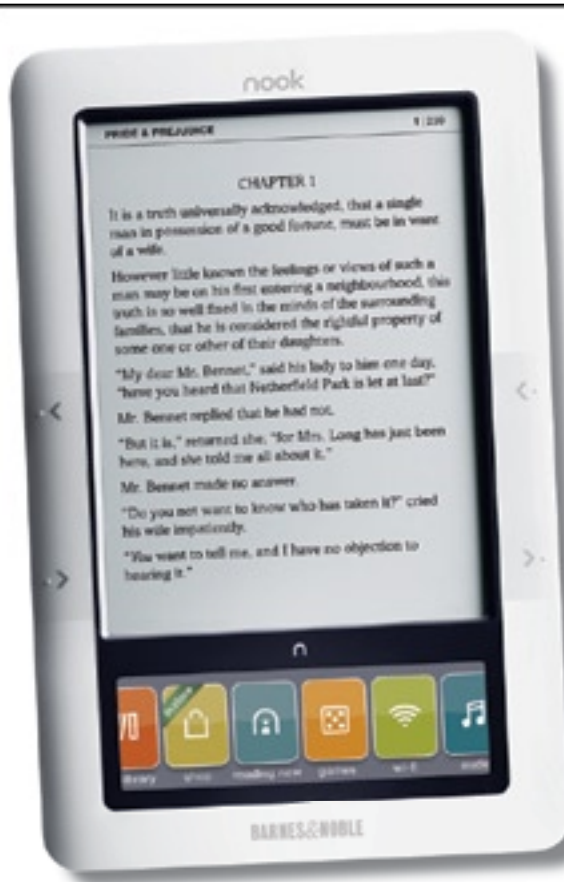 nook
PRIDE & PREJUDICE 1|220
CHAPTER 1
It is a truth universally acknowledged, that a single
man in possession of a good fortune, must be in want
of a wife.
However little known the feelings or views of such a
man may be on his first entering a neighbourhood, this
truth is so well fixed in the minds of the surrounding
families, that he is considered the rightful property of
some one or other of their daughters.
"My dear Mr. Bennet," said his lady to him one day,
"have you heard that Netherfield Park is let at last?"
Mr. Bennet replied that he had not.
"But it is," returned she, "for Mrs. Long has just been
here, and she told me all about it."
Mr. Bennet made no answer.
"Do you not want to know who has taken it?" cried
his wife impatiently.
"You want to tell me, and I have no objection to
hearing it."
shop reading now games wi-fi
BARNES&NOBLE